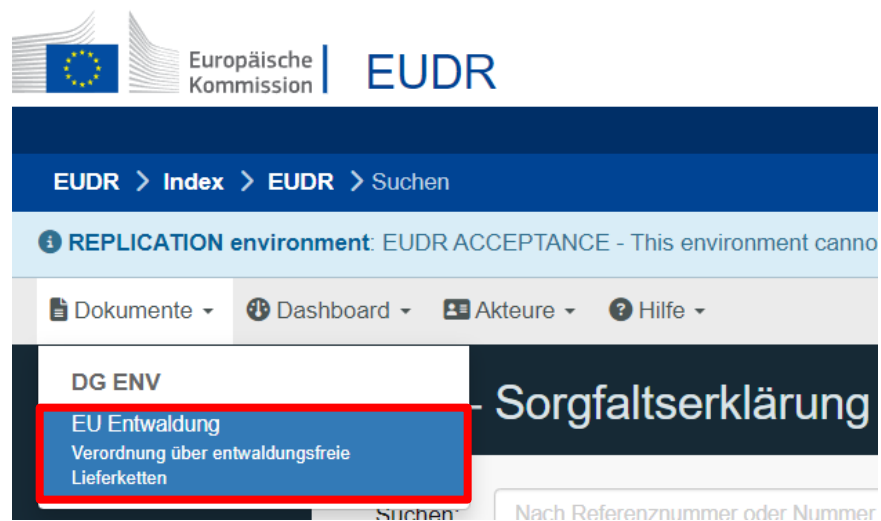 Europäische
Kommission
EUDR
EUDR > Index > EUDR > Suchen
REPLICATION environment: EUDR ACCEPTANCE - This environment canno
Dokumente Dashboard Akteure Hilfe
DG ENV
EU Entwaldung
Verordnung über entwaldungsfreie
Lieferketten
- Sorgfaltserklärung
Suchen: Nach Referenznummer oder Nummer